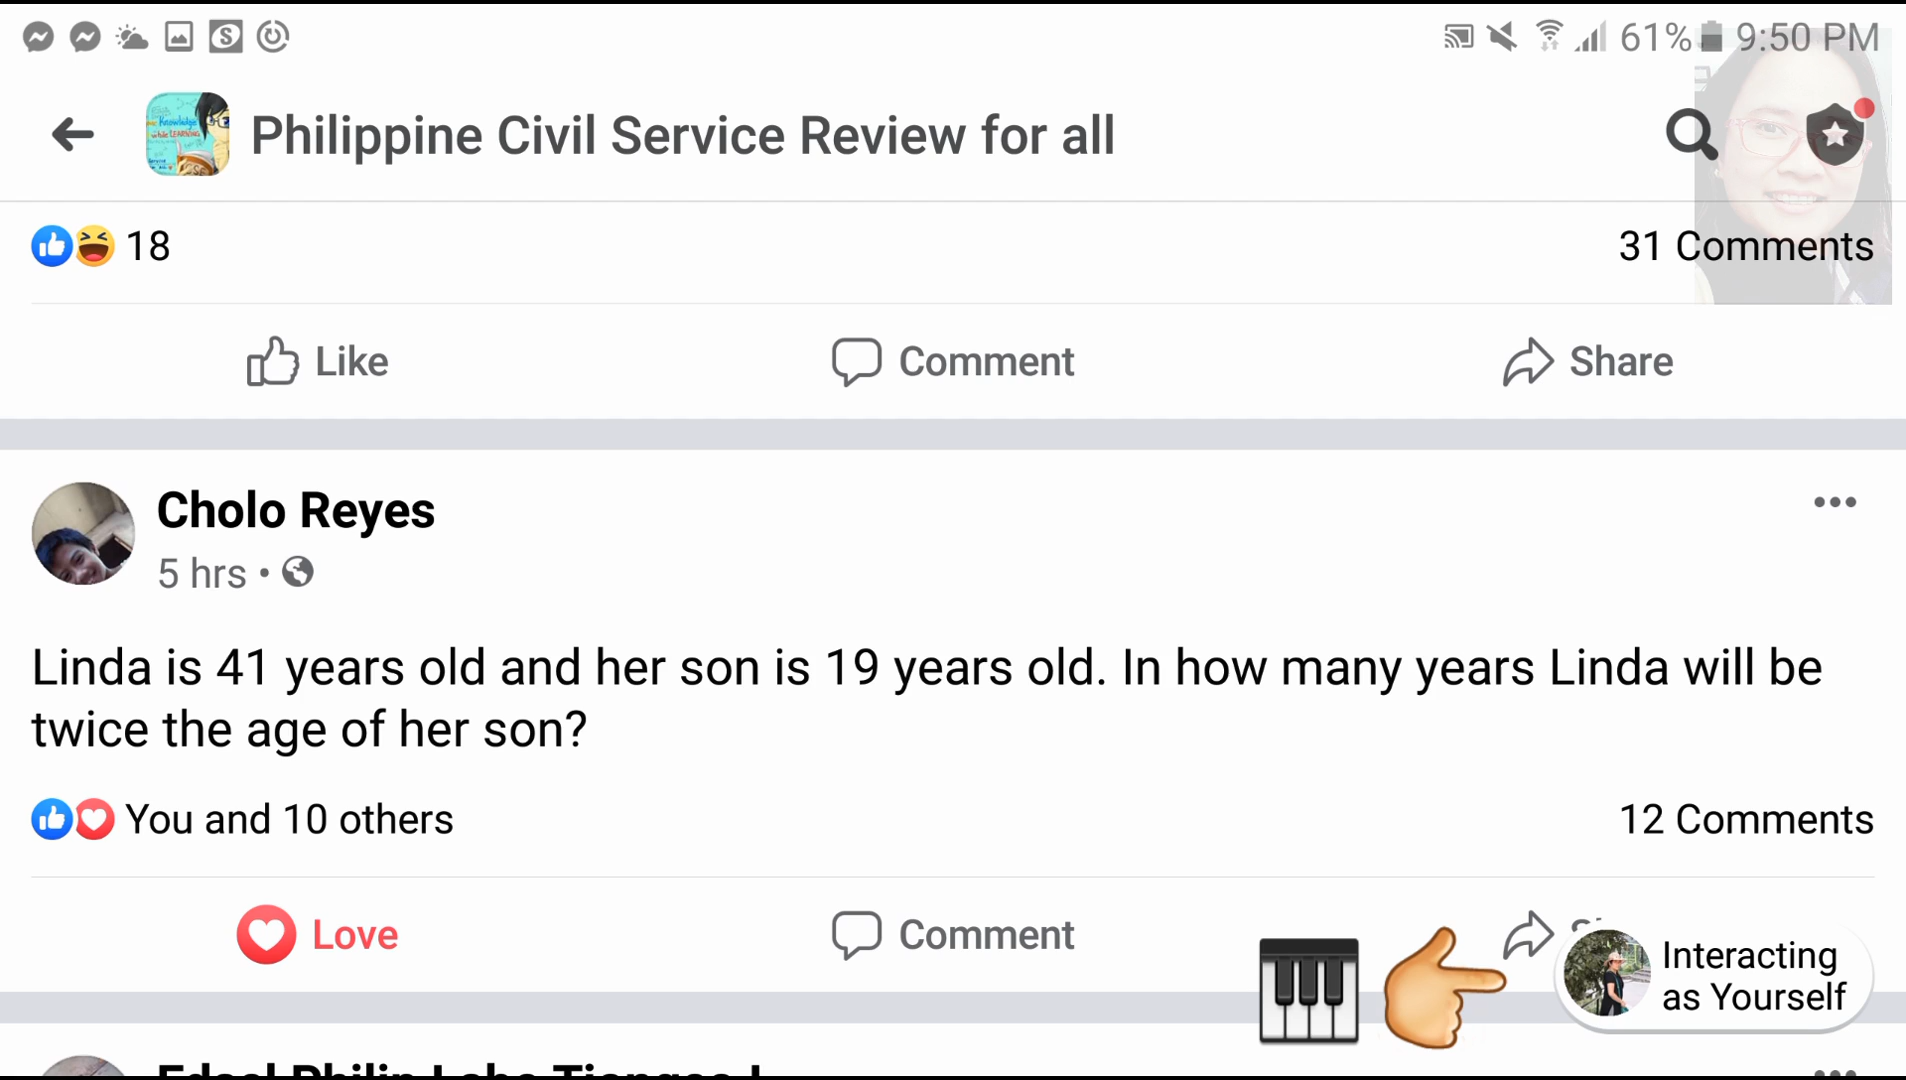 61% 9:50 PM
Philippine Civil Service Review for all
18
31 Comments
Like
Comment
Share
Cholo Reyes
5 hrs •
Linda is 41 years old and her son is 19 years old. In how many years Linda will be
twice the age of her son?
You and 10 others
12 Comments
Love
Comment
Interacting
as Yourself